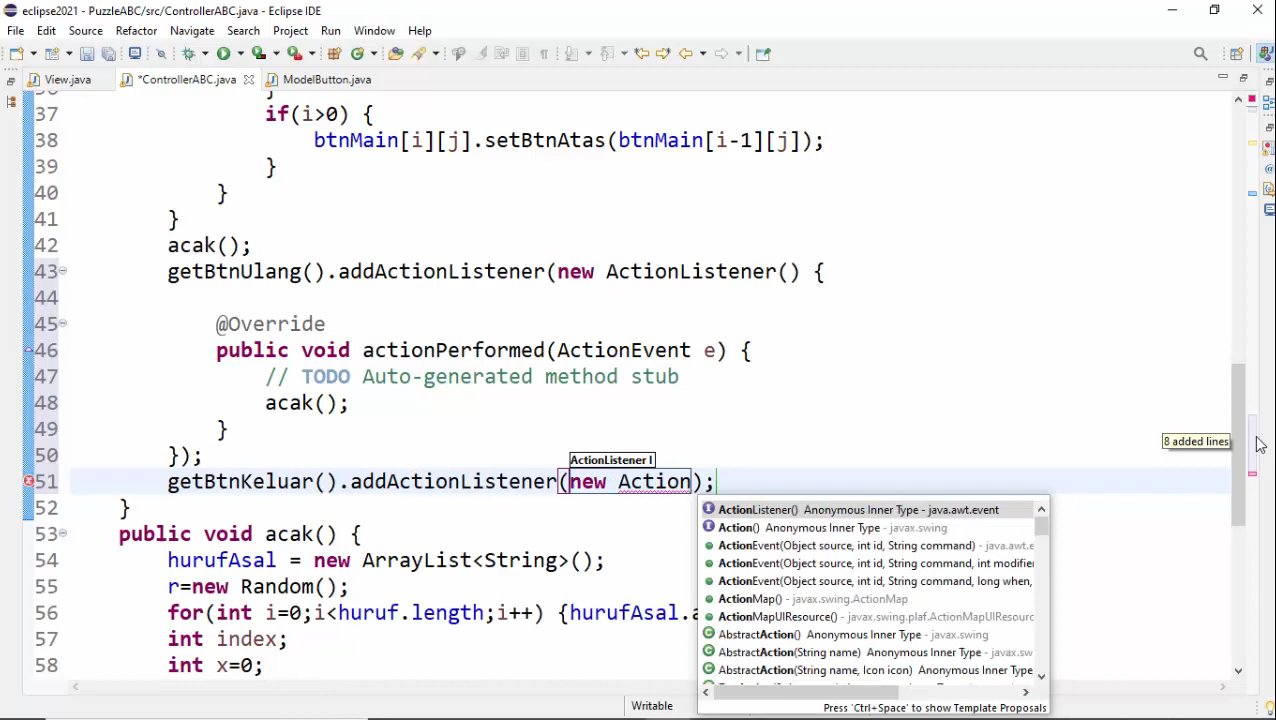 eclipse2021 - PuzzleABC/src/ControllerABC.java - Eclipse IDE
File Edit Source Refactor Navigate Search Project Run Window Help
View.java *ControllerABC.java ModelButton.java
37 if(i>0) {
38 btnMain[i][j].setBtnAtas(btnMain[i-1][j]);
39 }
40 }
41 }
42 acak();
43 getBtnUlang().addActionListener(new ActionListener() {
44
45 @Override
46 public void actionPerformed(ActionEvent e) {
47 // TODO Auto-generated method stub
48 acak();
49 }
50 });
8 added lines
ActionListener l
51 getBtnKeluar().addActionListener(new Action);
52 }
53 public void acak() {
54 hurufAsal = new ArrayList<String>();
55 r=new Random();
56 for(int i=0;i<huruf.length;i++) {hurufAsal.a
57 int index;
58 int x=0;
ActionListener() Anonymous Inner Type - java.awt.event
Action() Anonymous Inner Type - javax.swing
ActionEvent(Object source, int id, String command) - java.awt.e
ActionEvent(Object source, int id, String command, int modifier
ActionEvent(Object source, int id, String command, long when,
ActionMap() - javax.swing.ActionMap
ActionMapUIResource() - javax.swing.plaf.ActionMapUIResourc
AbstractAction() Anonymous Inner Type - javax.swing
AbstractAction(String name) Anonymous Inner Type - javax.sw
AbstractAction(String name, Icon icon) Anonymous Inner Type
Press 'Ctrl+Space' to show Template Proposals
Writable